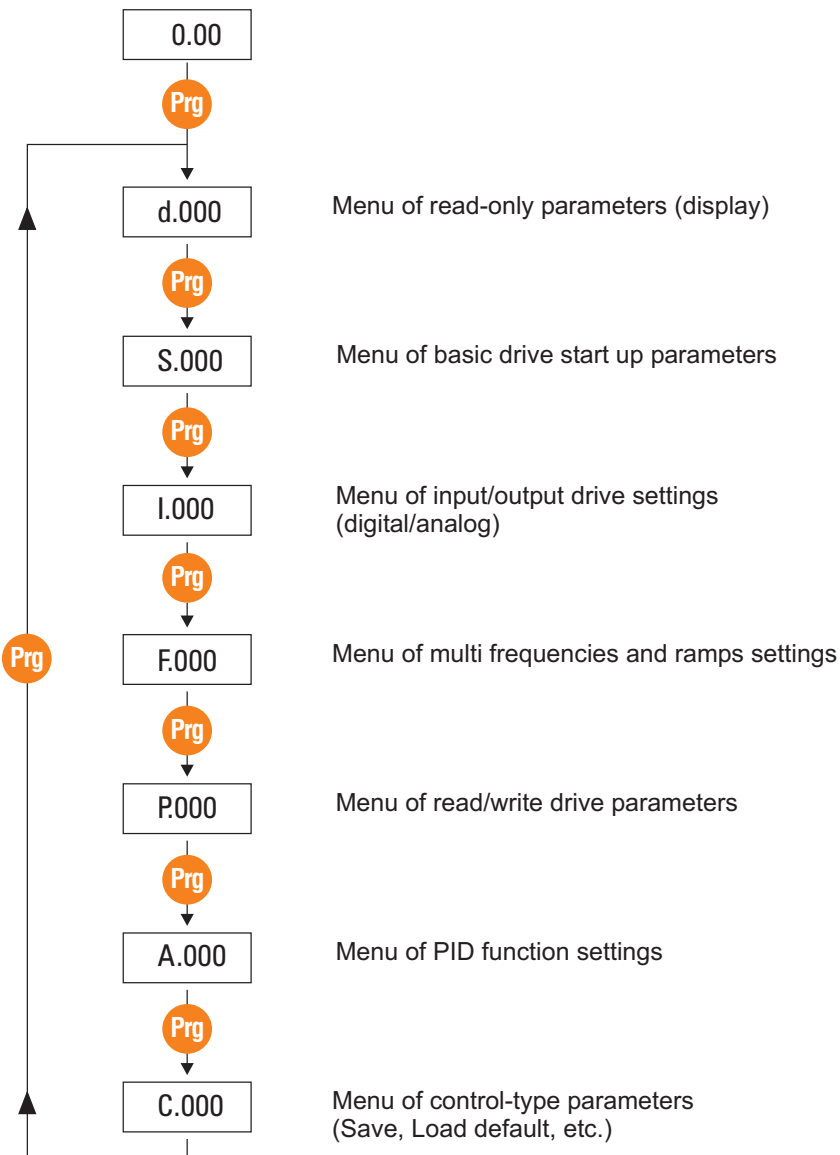 0.00
Prg
d.000 Menu of read-only parameters (display)
Prg
S.000 Menu of basic drive start up parameters
Prg
I.000 Menu of input/output drive settings
(digital/analog)
Prg
Prg F.000 Menu of multi frequencies and ramps settings
Prg
P.000 Menu of read/write drive parameters
Prg
A.000 Menu of PID function settings
Prg
C.000 Menu of control-type parameters
(Save, Load default, etc.)